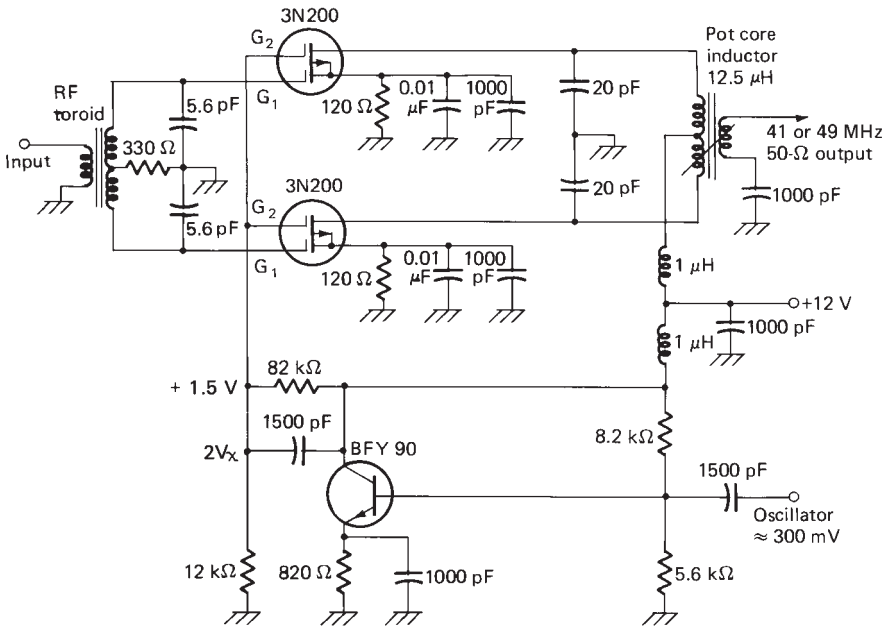 3N200
G2
G1
RF
toroid
Input
5.6 pF
330 Ω
5.6 pF
120 Ω
0.01
μF
1000
pF
20 pF
20 pF
Pot core
inductor
12.5 μH
41 or 49 MHz
50-Ω output
1000 pF
3N200
G2
G1
120 Ω
0.01
μF
1000
pF
1 μH
+12 V
1000 pF
1 μH
82 kΩ
+ 1.5 V
1500 pF
2Vχ
BFY 90
8.2 kΩ
1500 pF
Oscillator
≈ 300 mV
12 kΩ
820 Ω
1000 pF
5.6 kΩ